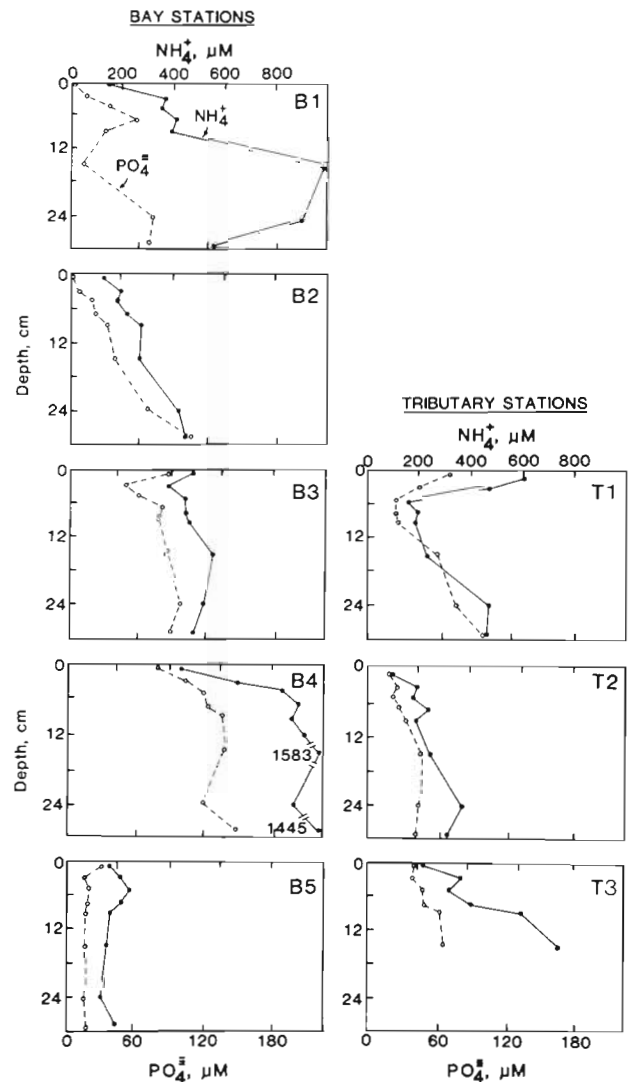 BAY STATIONS
NH₄⁺, µM
0 200 400 600 800
B1
0
12
24
NH₄⁺
PO₄≡
B2
0
12
24
Depth, cm
B3
0
12
24
B4
0
12
24
1583
1445
Depth, cm
B5
0
12
24
0 60 120 180
PO₄≡, µM
TRIBUTARY STATIONS
NH₄⁺, µM
0 200 400 600 800
T1
0
12
24
T2
0
12
24
T3
0
12
24
0 60 120 180
PO₄≡, µM